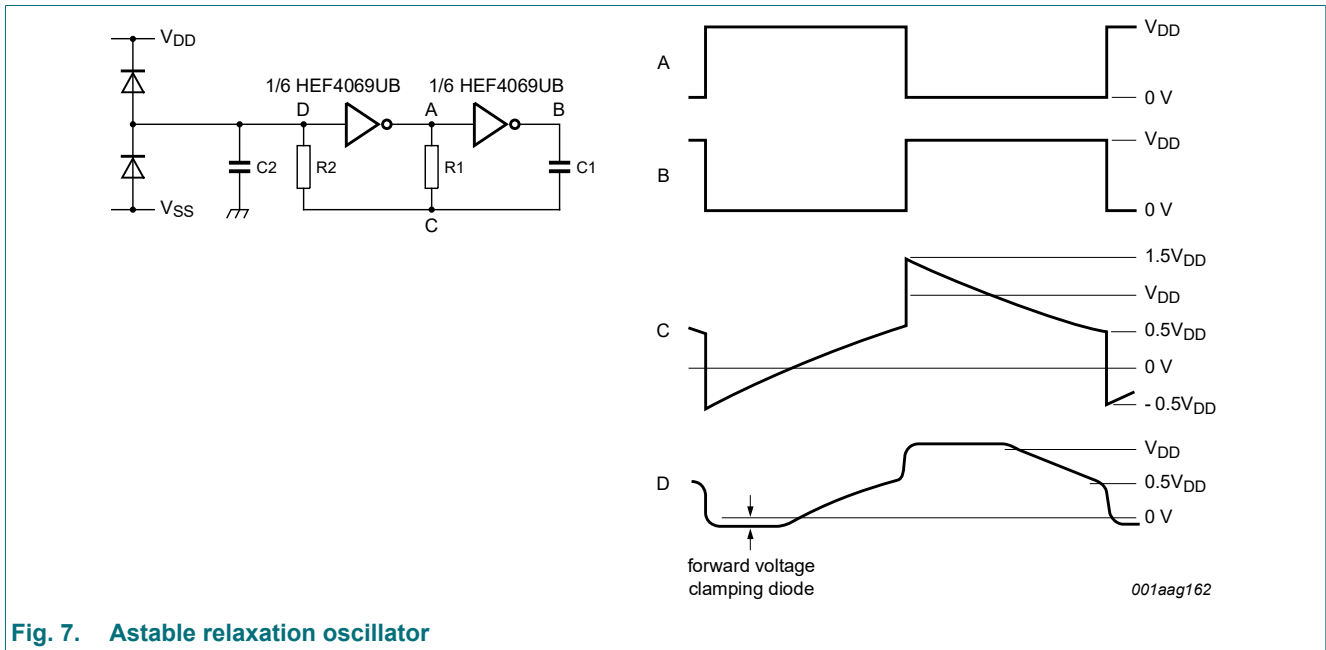 VDD
1/6 HEF4069UB 1/6 HEF4069UB
D A B
C2 R2 R1 C1
VSS
C
A
VDD
0 V
B
VDD
0 V
C
1.5VDD
VDD
0.5VDD
0 V
- 0.5VDD
D
VDD
0.5VDD
0 V
forward voltage
clamping diode
001aag162
Fig. 7. Astable relaxation oscillator